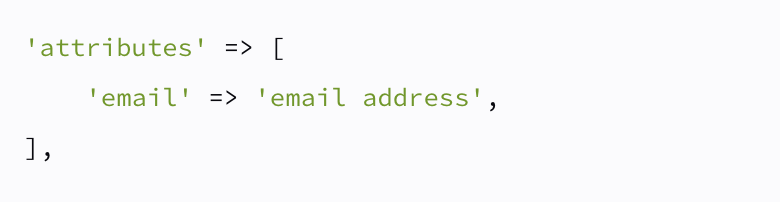 'attributes' => [
    'email' => 'email address',
],